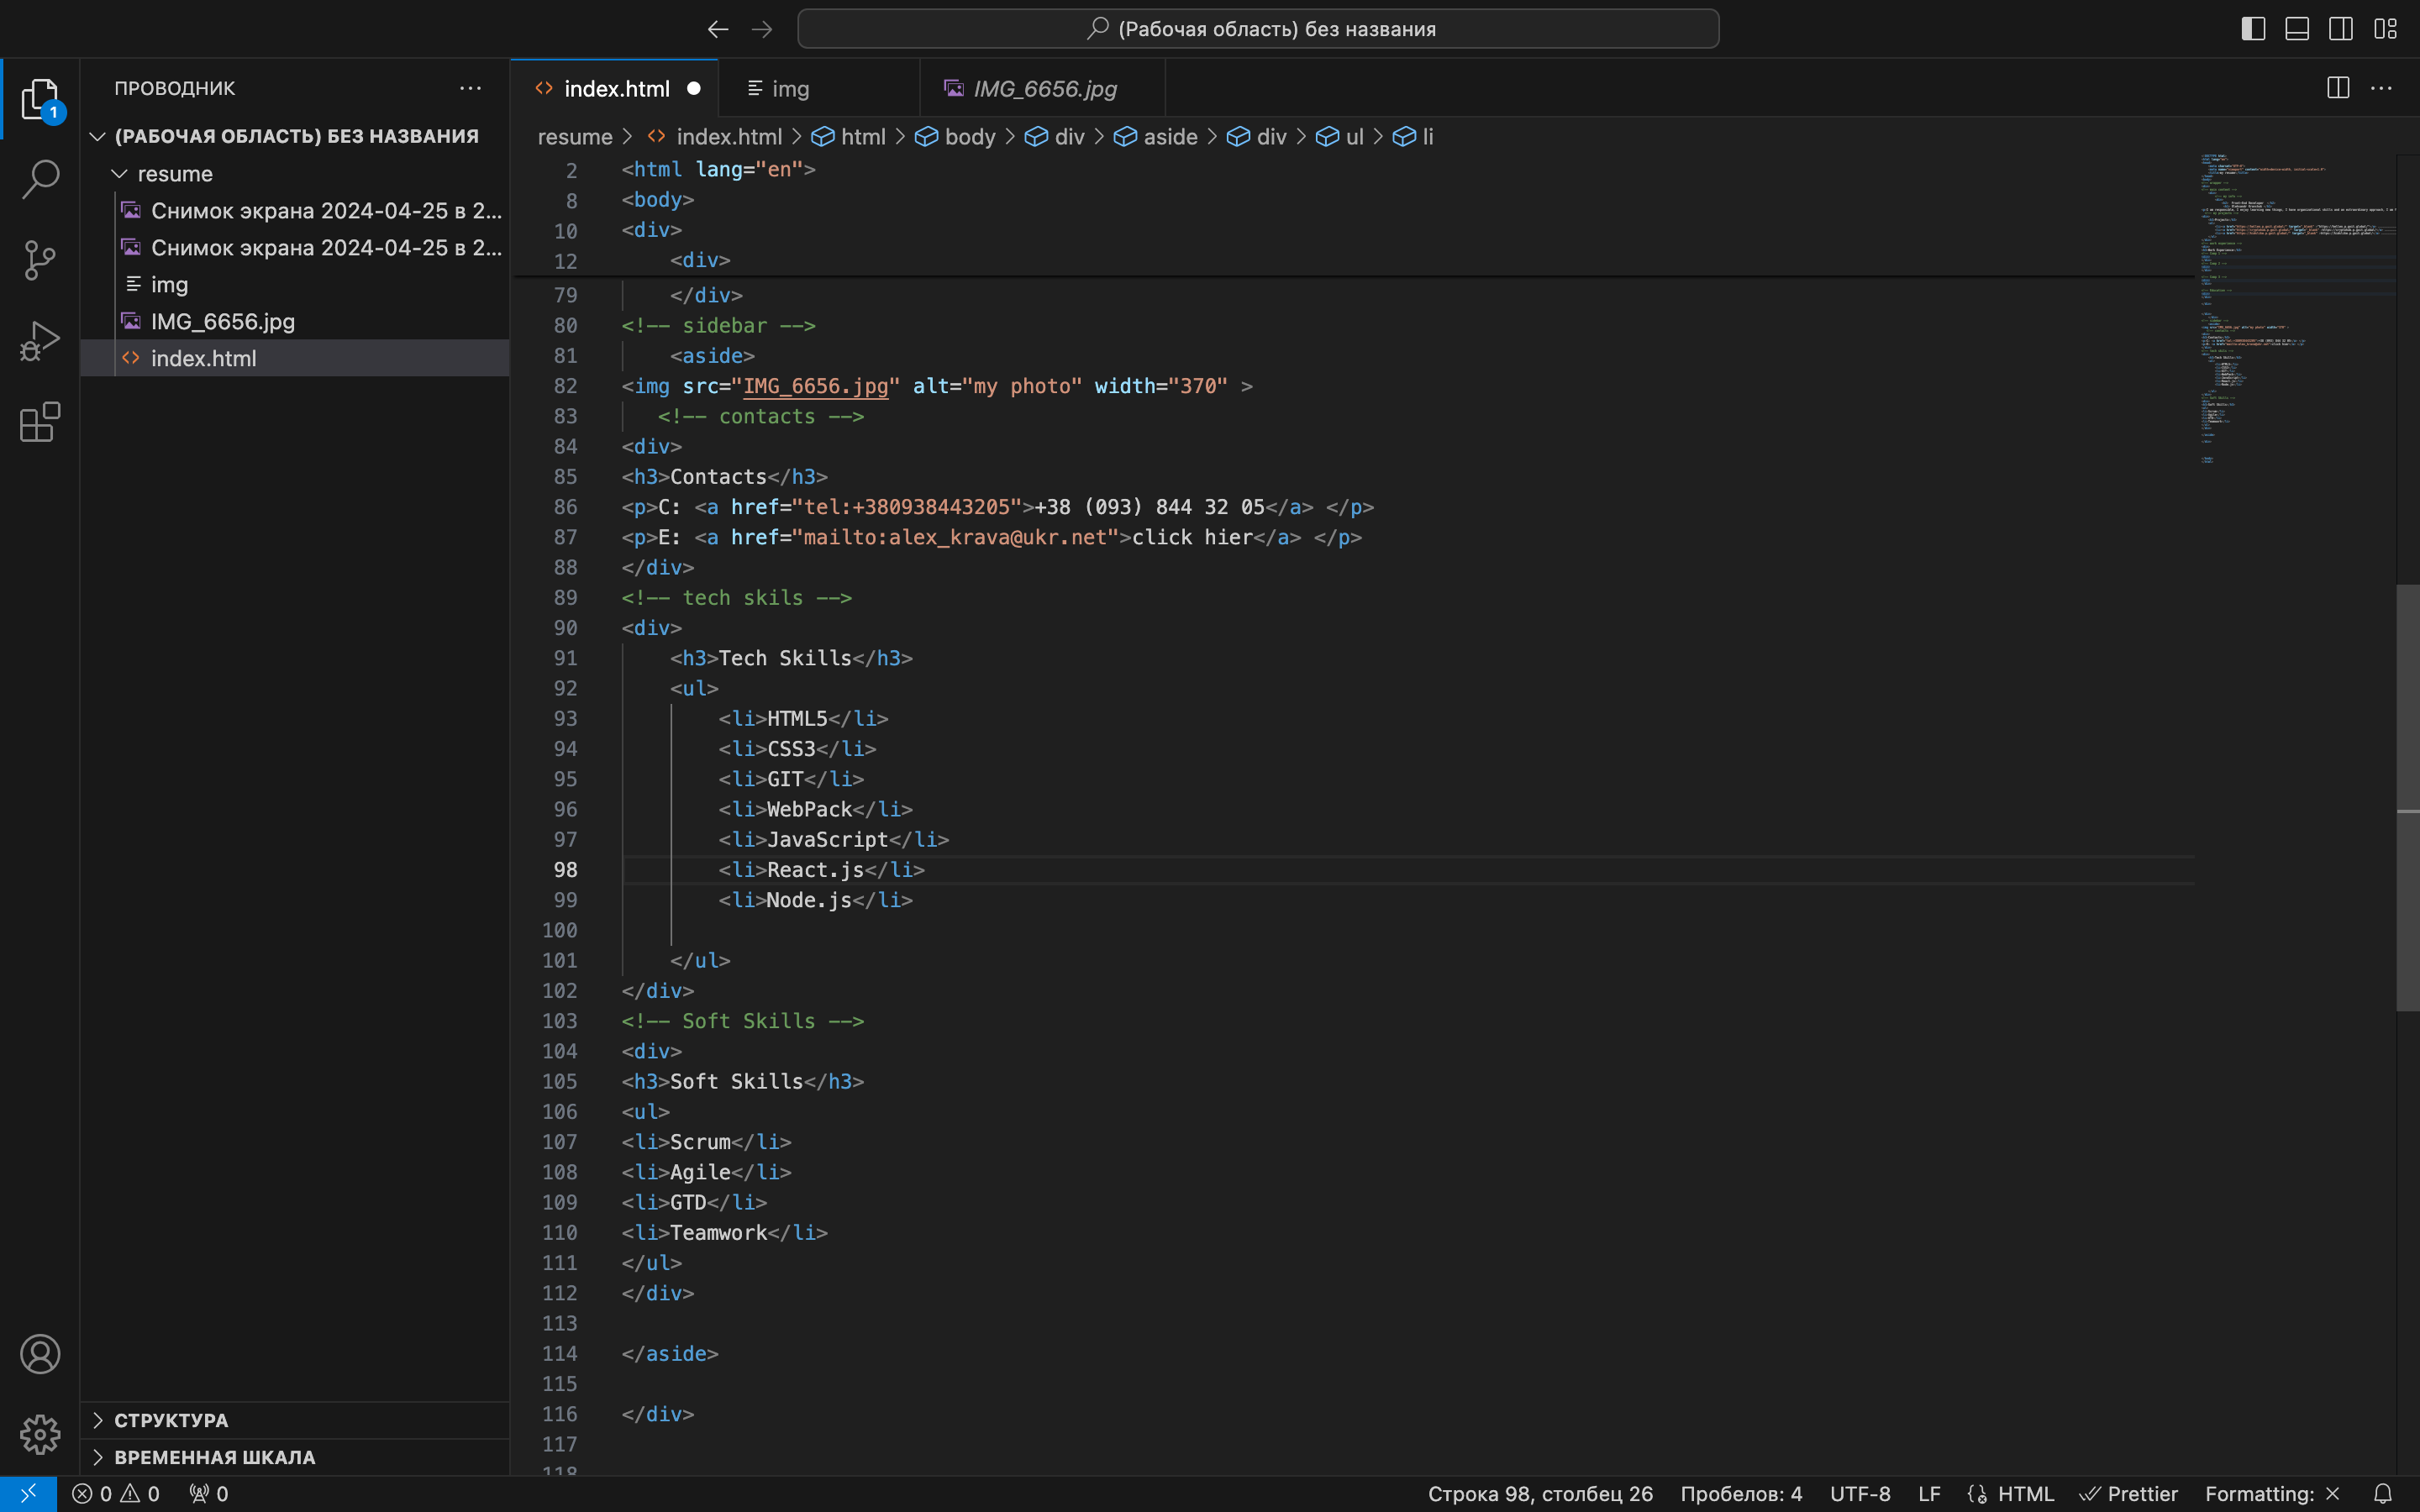 (Рабочая область) без названия
ПРОВОДНИК
index.html
img
IMG_6656.jpg
1
(РАБОЧАЯ ОБЛАСТЬ) БЕЗ НАЗВАНИЯ
resume
Снимок экрана 2024-04-25 в 2...
Снимок экрана 2024-04-25 в 2...
img
IMG_6656.jpg
index.html
СТРУКТУРА
ВРЕМЕННАЯ ШКАЛА
resume > index.html > html > body > div > aside > div > ul > li
2 <html lang="en">
8 <body>
10 <div>
12 <div>
79 </div>
80 <!-- sidebar -->
81 <aside>
82 <img src="IMG_6656.jpg" alt="my photo" width="370" >
83 <!-- contacts -->
84 <div>
85 <h3>Contacts</h3>
86 <p>C: <a href="tel:+380938443205">+38 (093) 844 32 05</a> </p>
87 <p>E: <a href="mailto:alex_krava@ukr.net">click hier</a> </p>
88 </div>
89 <!-- tech skils -->
90 <div>
91 <h3>Tech Skills</h3>
92 <ul>
93 <li>HTML5</li>
94 <li>CSS3</li>
95 <li>GIT</li>
96 <li>WebPack</li>
97 <li>JavaScript</li>
98 <li>React.js</li>
99 <li>Node.js</li>
100
101 </ul>
102 </div>
103 <!-- Soft Skills -->
104 <div>
105 <h3>Soft Skills</h3>
106 <ul>
107 <li>Scrum</li>
108 <li>Agile</li>
109 <li>GTD</li>
110 <li>Teamwork</li>
111 </ul>
112 </div>
113
114 </aside>
115
116 </div>
117
118
0 0 0
Строка 98, столбец 26 Пробелов: 4 UTF-8 LF HTML Prettier Formatting: ×